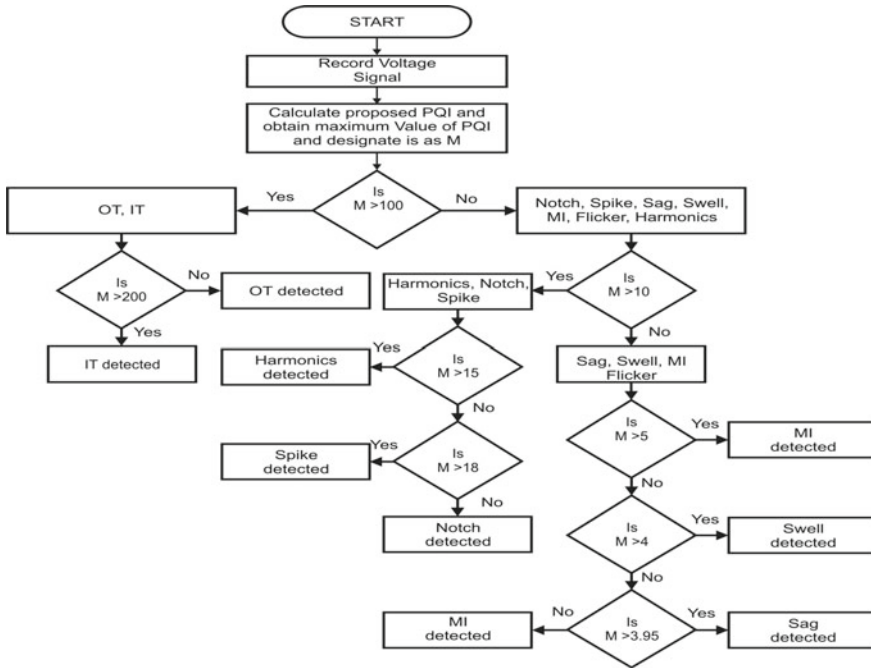 START
Record Voltage
Signal
Calculate proposed PQI and
obtain maximum Value of PQI
and designate is as M
Is
M >100
Yes
No
OT, IT
Notch, Spike, Sag, Swell,
MI, Flicker, Harmonics
Is
M >200
No
OT detected
Yes
IT detected
Is
M >10
Yes
Harmonics, Notch,
Spike
No
Sag, Swell, MI
Flicker
Is
M >15
Yes
Harmonics
detected
No
Is
M >18
Yes
Spike
detected
No
Notch
detected
Is
M >5
Yes
MI
detected
No
Is
M >4
Yes
Swell
detected
No
Is
M >3.95
No
MI
detected
Yes
Sag
detected